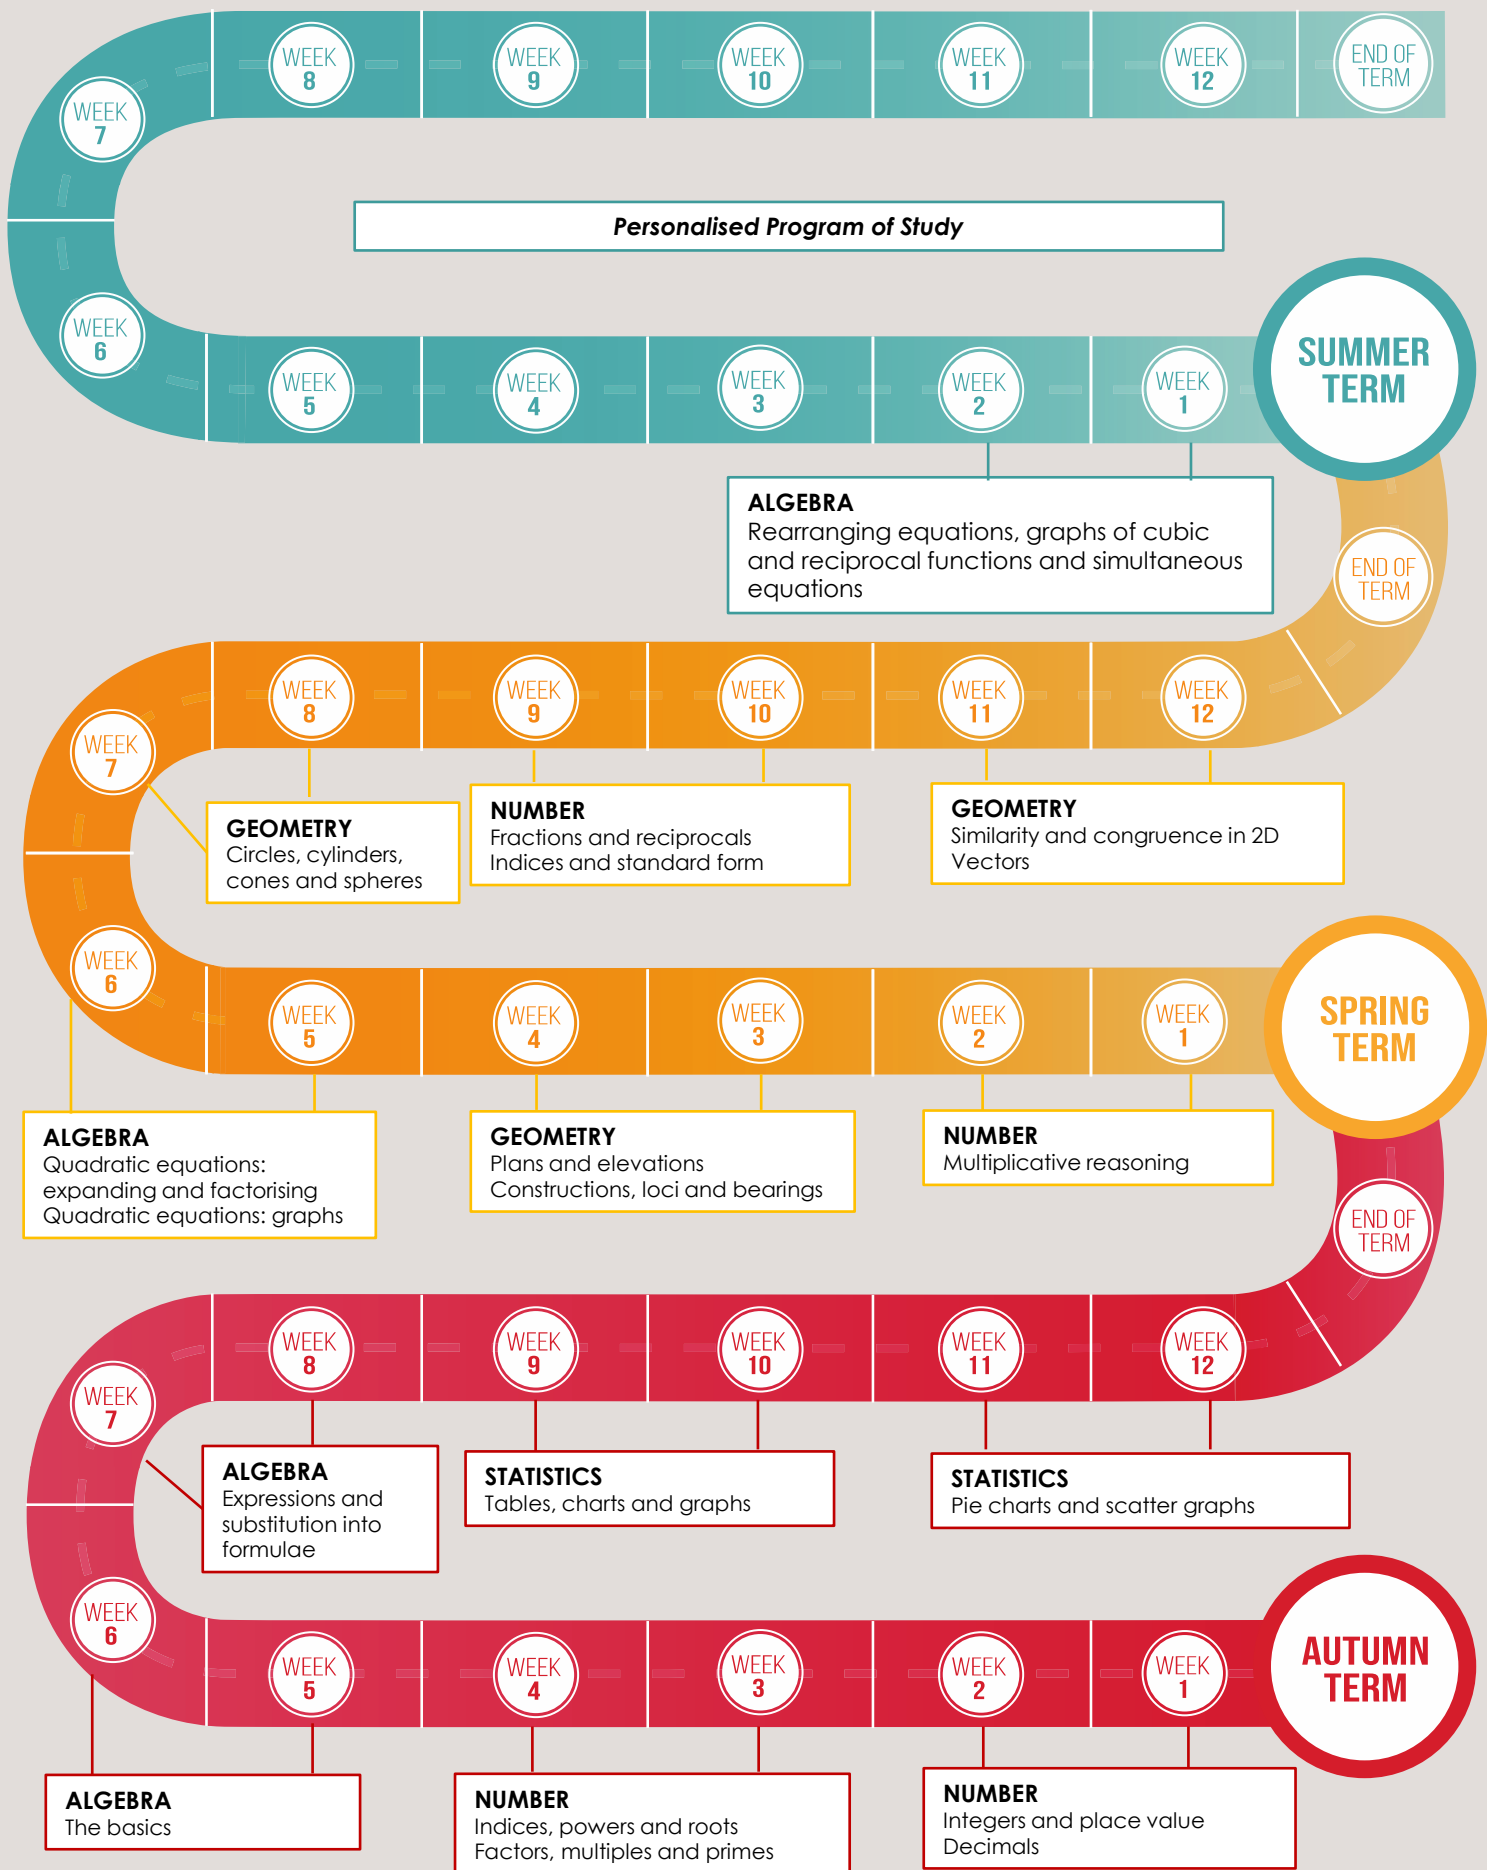 WEEK
8
WEEK
9
WEEK
10
WEEK
11
WEEK
12
END OF
TERM
WEEK
7
Personalised Program of Study
WEEK
6
SUMMER
TERM
WEEK
5
WEEK
4
WEEK
3
WEEK
2
WEEK
1
ALGEBRA
Rearranging equations, graphs of cubic
and reciprocal functions and simultaneous
equations
END OF
TERM
WEEK
8
WEEK
9
WEEK
10
WEEK
11
WEEK
12
WEEK
7
GEOMETRY
Circles, cylinders,
cones and spheres
NUMBER
Fractions and reciprocals
Indices and standard form
GEOMETRY
Similarity and congruence in 2D
Vectors
WEEK
6
SPRING
TERM
WEEK
5
WEEK
4
WEEK
3
WEEK
2
WEEK
1
ALGEBRA
Quadratic equations:
expanding and factorising
Quadratic equations: graphs
GEOMETRY
Plans and elevations
Constructions, loci and bearings
NUMBER
Multiplicative reasoning
END OF
TERM
WEEK
8
WEEK
9
WEEK
10
WEEK
11
WEEK
12
WEEK
7
ALGEBRA
Expressions and
substitution into
formulae
STATISTICS
Tables, charts and graphs
STATISTICS
Pie charts and scatter graphs
WEEK
6
AUTUMN
TERM
WEEK
5
WEEK
4
WEEK
3
WEEK
2
WEEK
1
ALGEBRA
The basics
NUMBER
Indices, powers and roots
Factors, multiples and primes
NUMBER
Integers and place value
Decimals